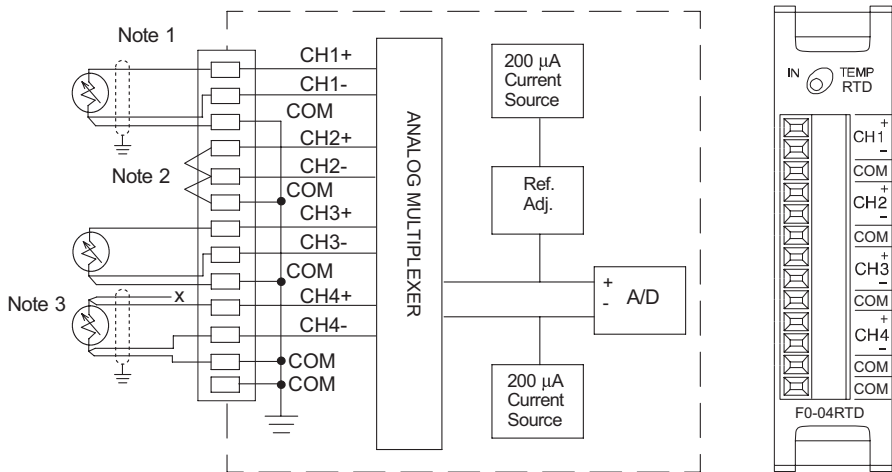 Note 1
Note 2
Note 3
CH1+
CH1-
COM
CH2+
CH2-
COM
CH3+
CH3-
COM
CH4+
x
CH4-
COM
COM
ANALOG MULTIPLEXER
200 μA
Current
Source
Ref.
Adj.
+
-
A/D
200 μA
Current
Source
IN
TEMP
RTD
+
CH1
–
COM
+
CH2
–
COM
+
CH3
–
COM
+
CH4
–
COM
COM
F0-04RTD